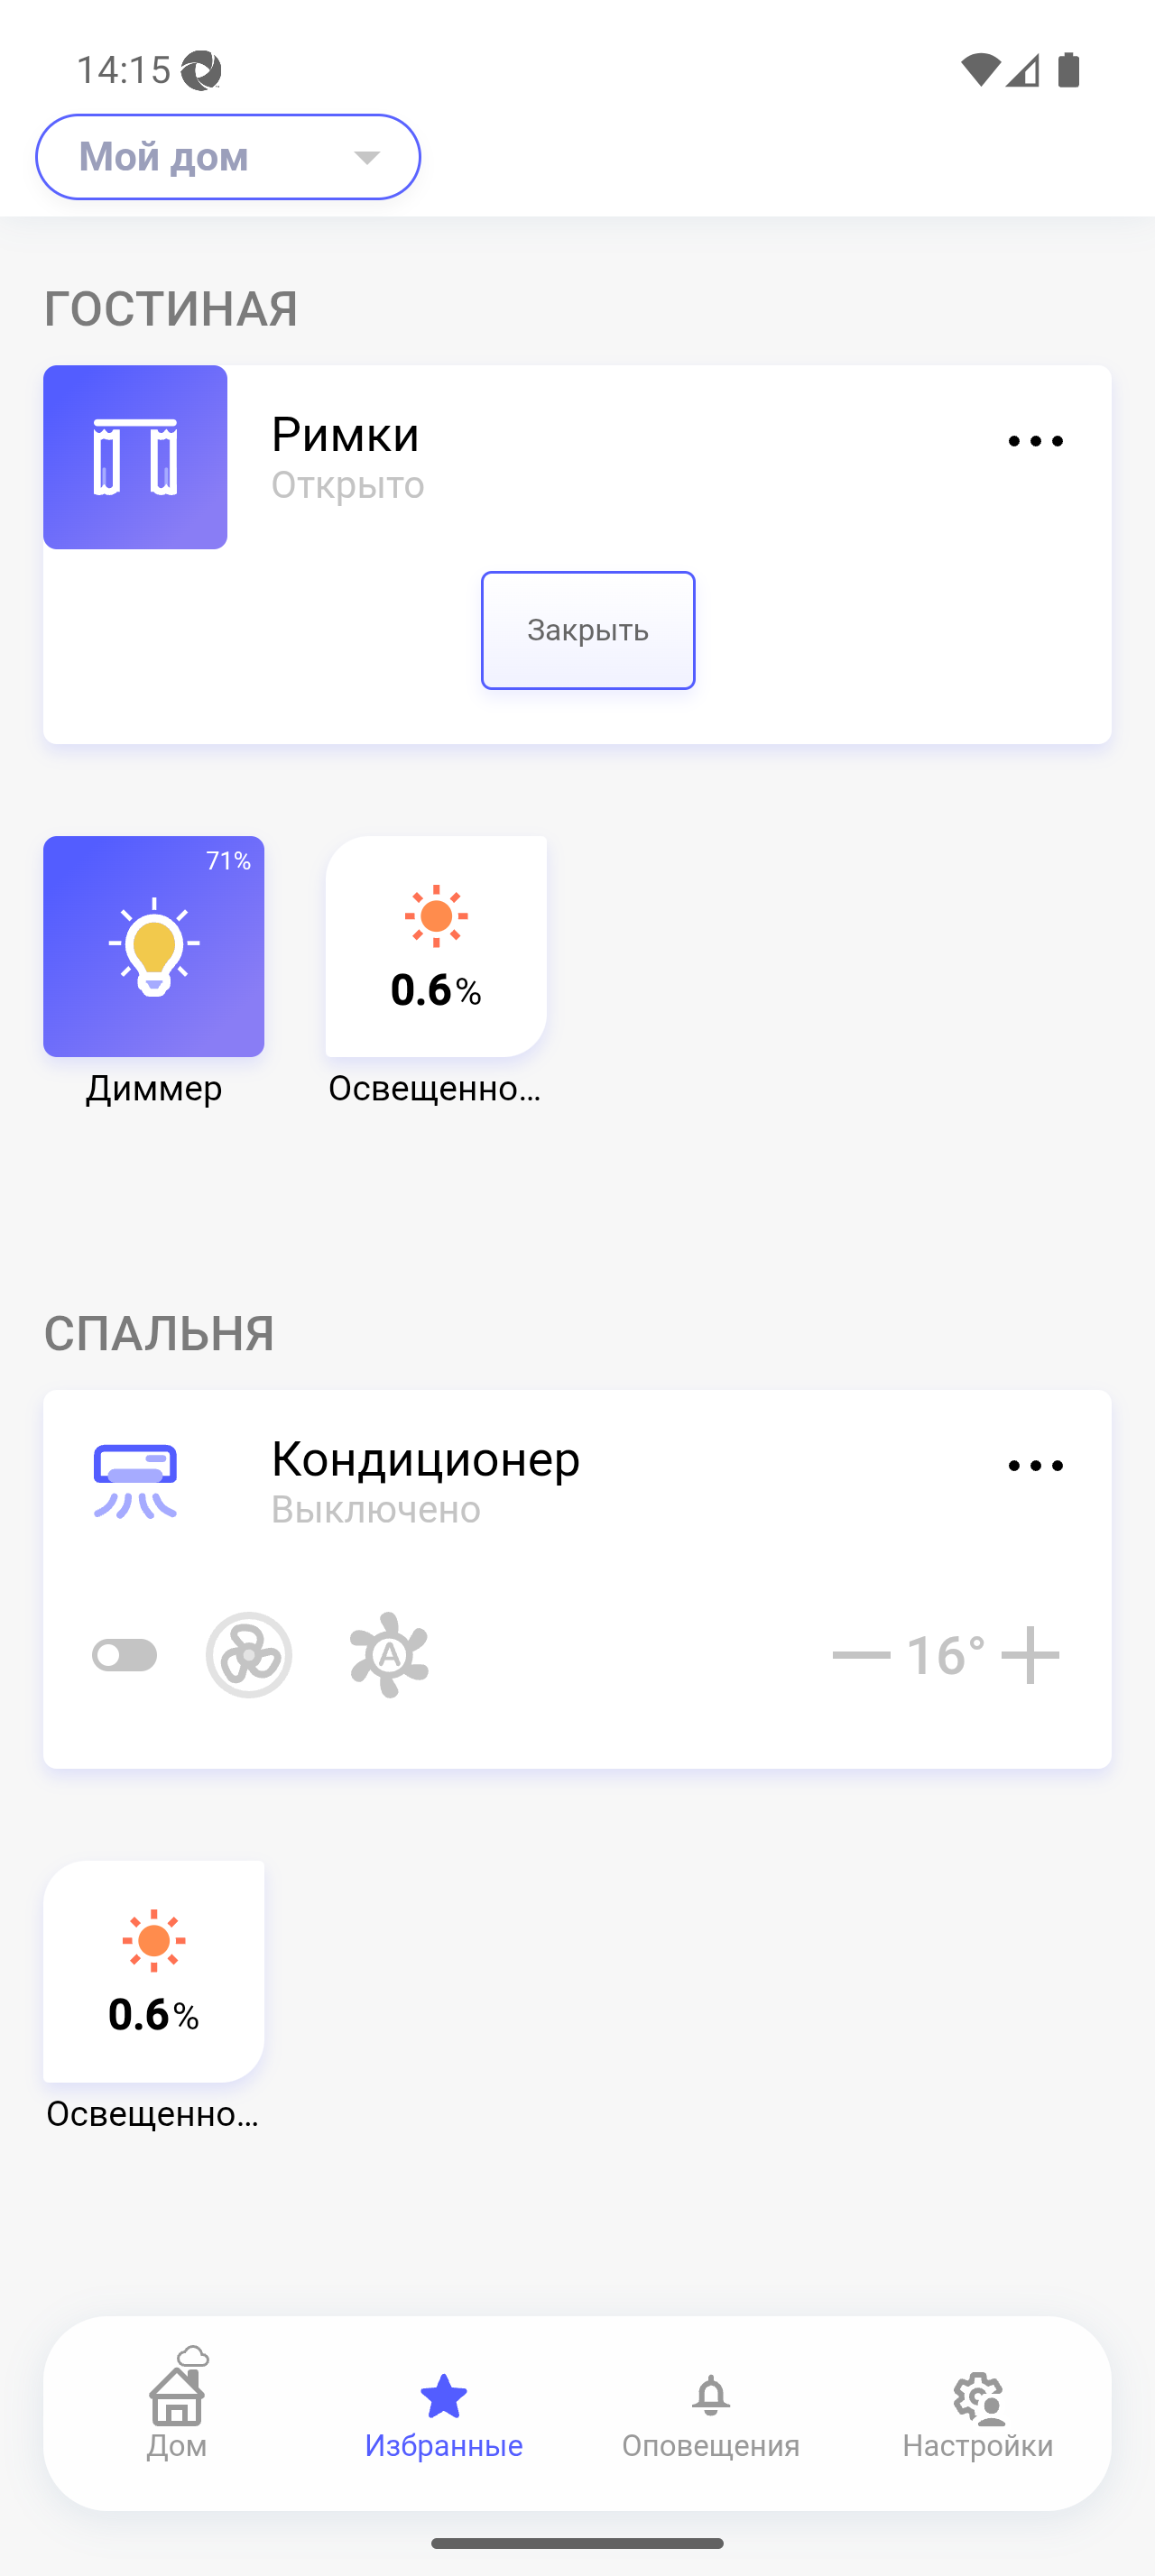 14:15
Мой дом
ГОСТИНАЯ
Римки
Открыто
Закрыть
71%
0.6%
Диммер
Освещенно...
СПАЛЬНЯ
Кондиционер
Выключено
A
16°
0.6%
Освещенно...
Дом
Избранные
Оповещения
Настройки